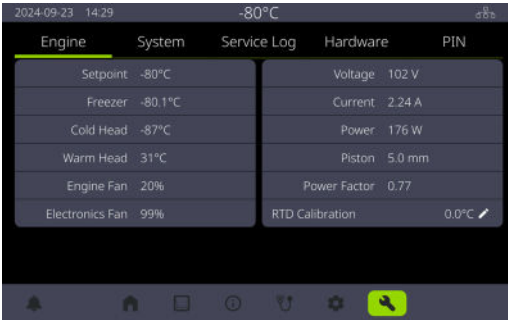 2024-09-23 14:29
-80°C
Engine System Service Log Hardware PIN
Setpoint -80°C
Freezer -80.1°C
Cold Head -87°C
Warm Head 31°C
Engine Fan 20%
Electronics Fan 99%
Voltage 102 V
Current 2.24 A
Power 176 W
Piston 5.0 mm
Power Factor 0.77
RTD Calibration 0.0°C